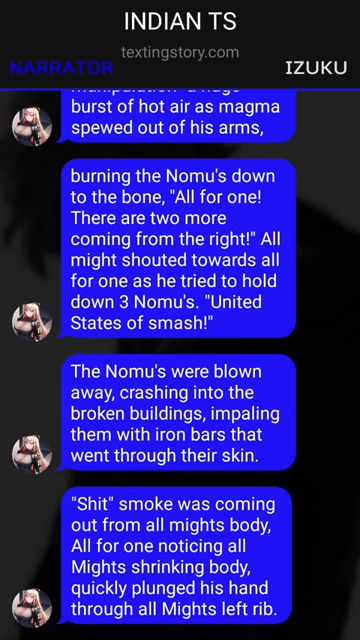 INDIAN TS
textingstory.com
NARRATOR
IZUKU
manipulation" a huge
burst of hot air as magma
spewed out of his arms,
burning the Nomu's down
to the bone, "All for one!
There are two more
coming from the right!" All
might shouted towards all
for one as he tried to hold
down 3 Nomu's. "United
States of smash!"
The Nomu's were blown
away, crashing into the
broken buildings, impaling
them with iron bars that
went through their skin.
"Shit" smoke was coming
out from all mights body,
All for one noticing all
Mights shrinking body,
quickly plunged his hand
through all Mights left rib.